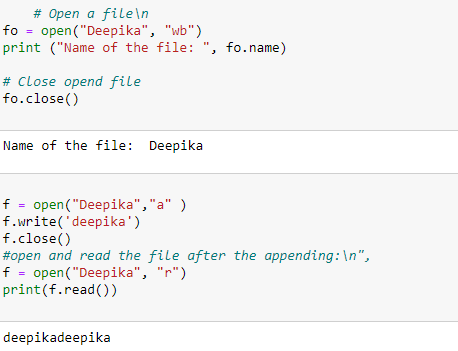 # Open a file\n
fo = open("Deepika", "wb")
print ("Name of the file: ", fo.name)
# Close opend file
fo.close()
Name of the file:  Deepika
f = open("Deepika","a" )
f.write('deepika')
f.close()
#open and read the file after the appending:\n",
f = open("Deepika", "r")
print(f.read())
deepikadeepika